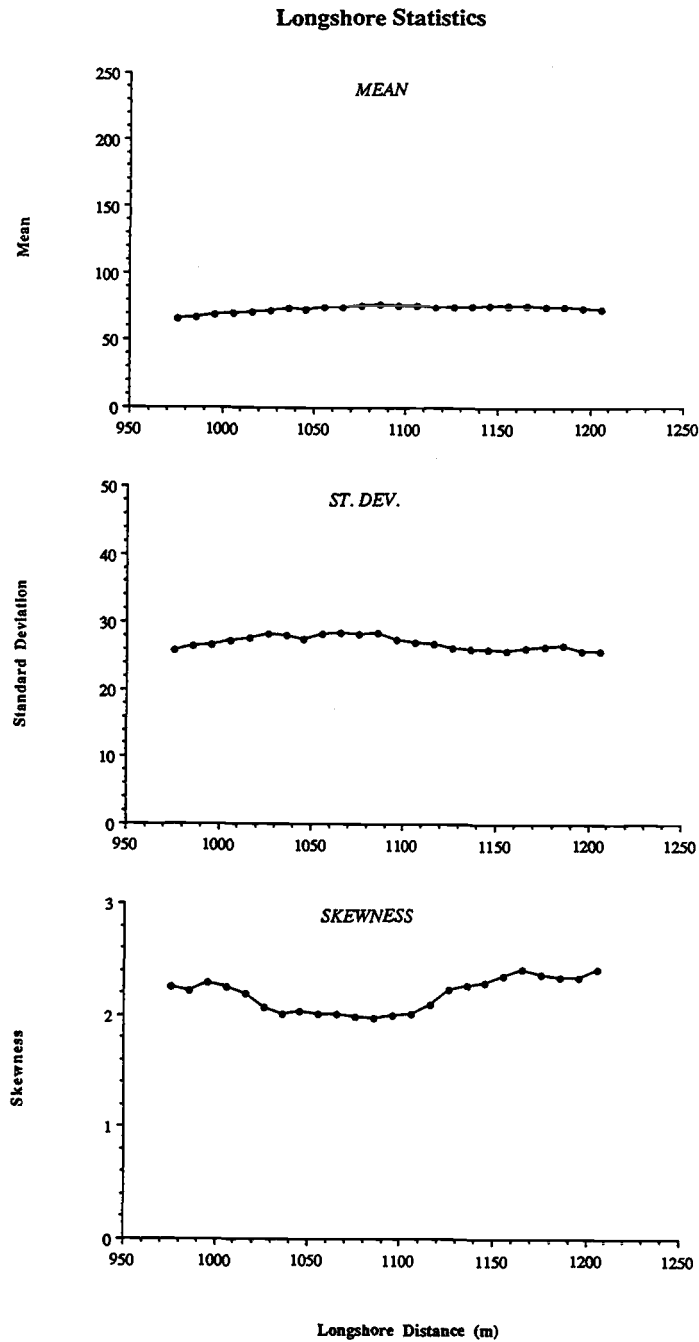 Longshore Statistics
MEAN
Mean
250
200
150
100
50
0
950 1000 1050 1100 1150 1200 1250
ST. DEV.
Standard Deviation
50
40
30
20
10
0
950 1000 1050 1100 1150 1200 1250
SKEWNESS
Skewness
3
2
1
0
950 1000 1050 1100 1150 1200 1250
Longshore Distance (m)